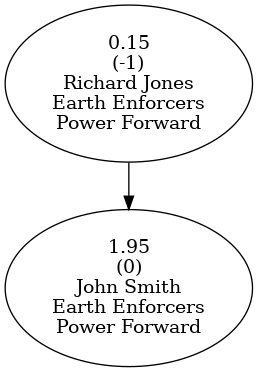 0.15
(-1)
Richard Jones
Earth Enforcers
Power Forward
1.95
(0)
John Smith
Earth Enforcers
Power Forward